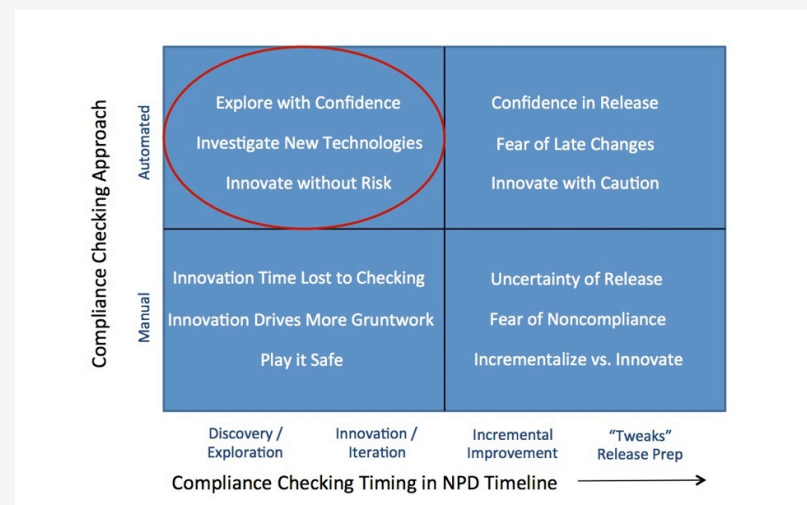 Compliance Checking Approach
Automated
Explore with Confidence
Investigate New Technologies
Innovate without Risk
Confidence in Release
Fear of Late Changes
Innovate with Caution
Manual
Innovation Time Lost to Checking
Innovation Drives More Gruntwork
Play it Safe
Uncertainty of Release
Fear of Noncompliance
Incrementalize vs. Innovate
Discovery /
Exploration
Innovation /
Iteration
Incremental
Improvement
“Tweaks”
Release Prep
Compliance Checking Timing in NPD Timeline